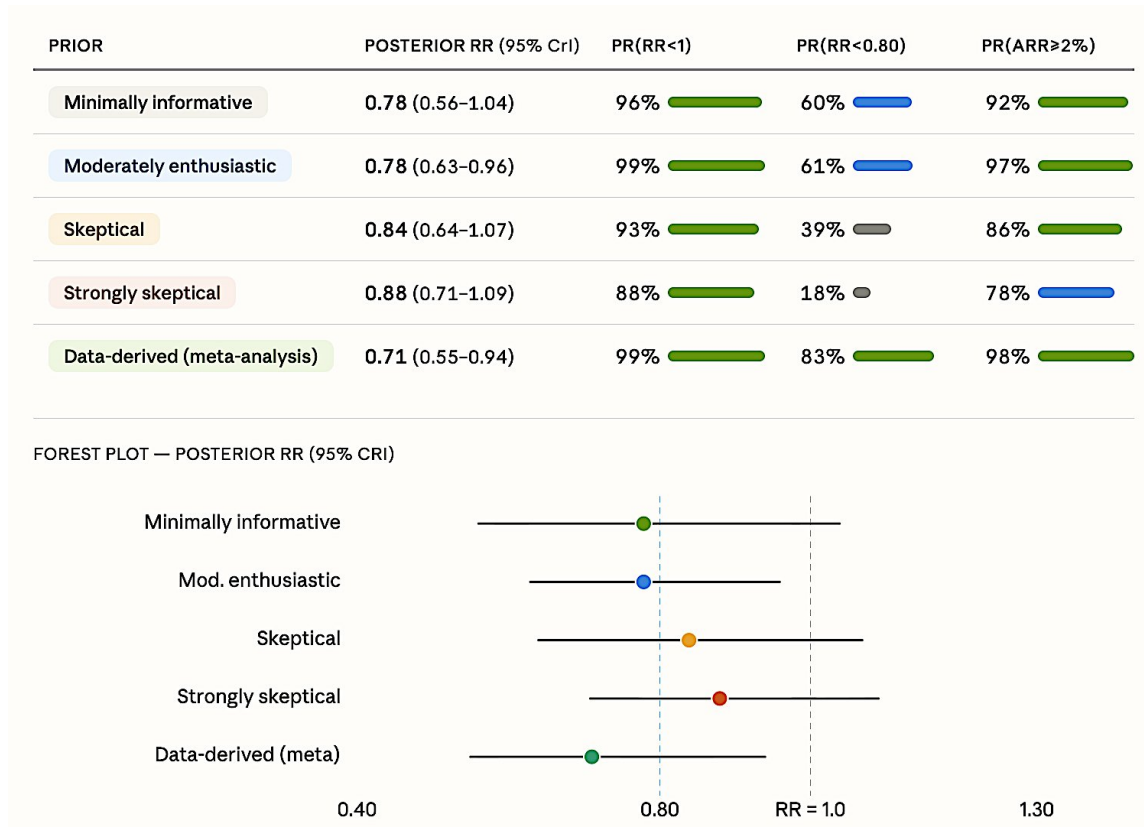 PRIOR POSTERIOR RR (95% CrI) PR(RR<1) PR(RR<0.80) PR(ARR≥2%)
Minimally informative 0.78 (0.56–1.04) 96% 60% 92%
Moderately enthusiastic 0.78 (0.63–0.96) 99% 61% 97%
Skeptical 0.84 (0.64–1.07) 93% 39% 86%
Strongly skeptical 0.88 (0.71–1.09) 88% 18% 78%
Data-derived (meta-analysis) 0.71 (0.55–0.94) 99% 83% 98%
FOREST PLOT — POSTERIOR RR (95% CRI)
Minimally informative
Mod. enthusiastic
Skeptical
Strongly skeptical
Data-derived (meta)
0.40 0.80 RR = 1.0 1.30